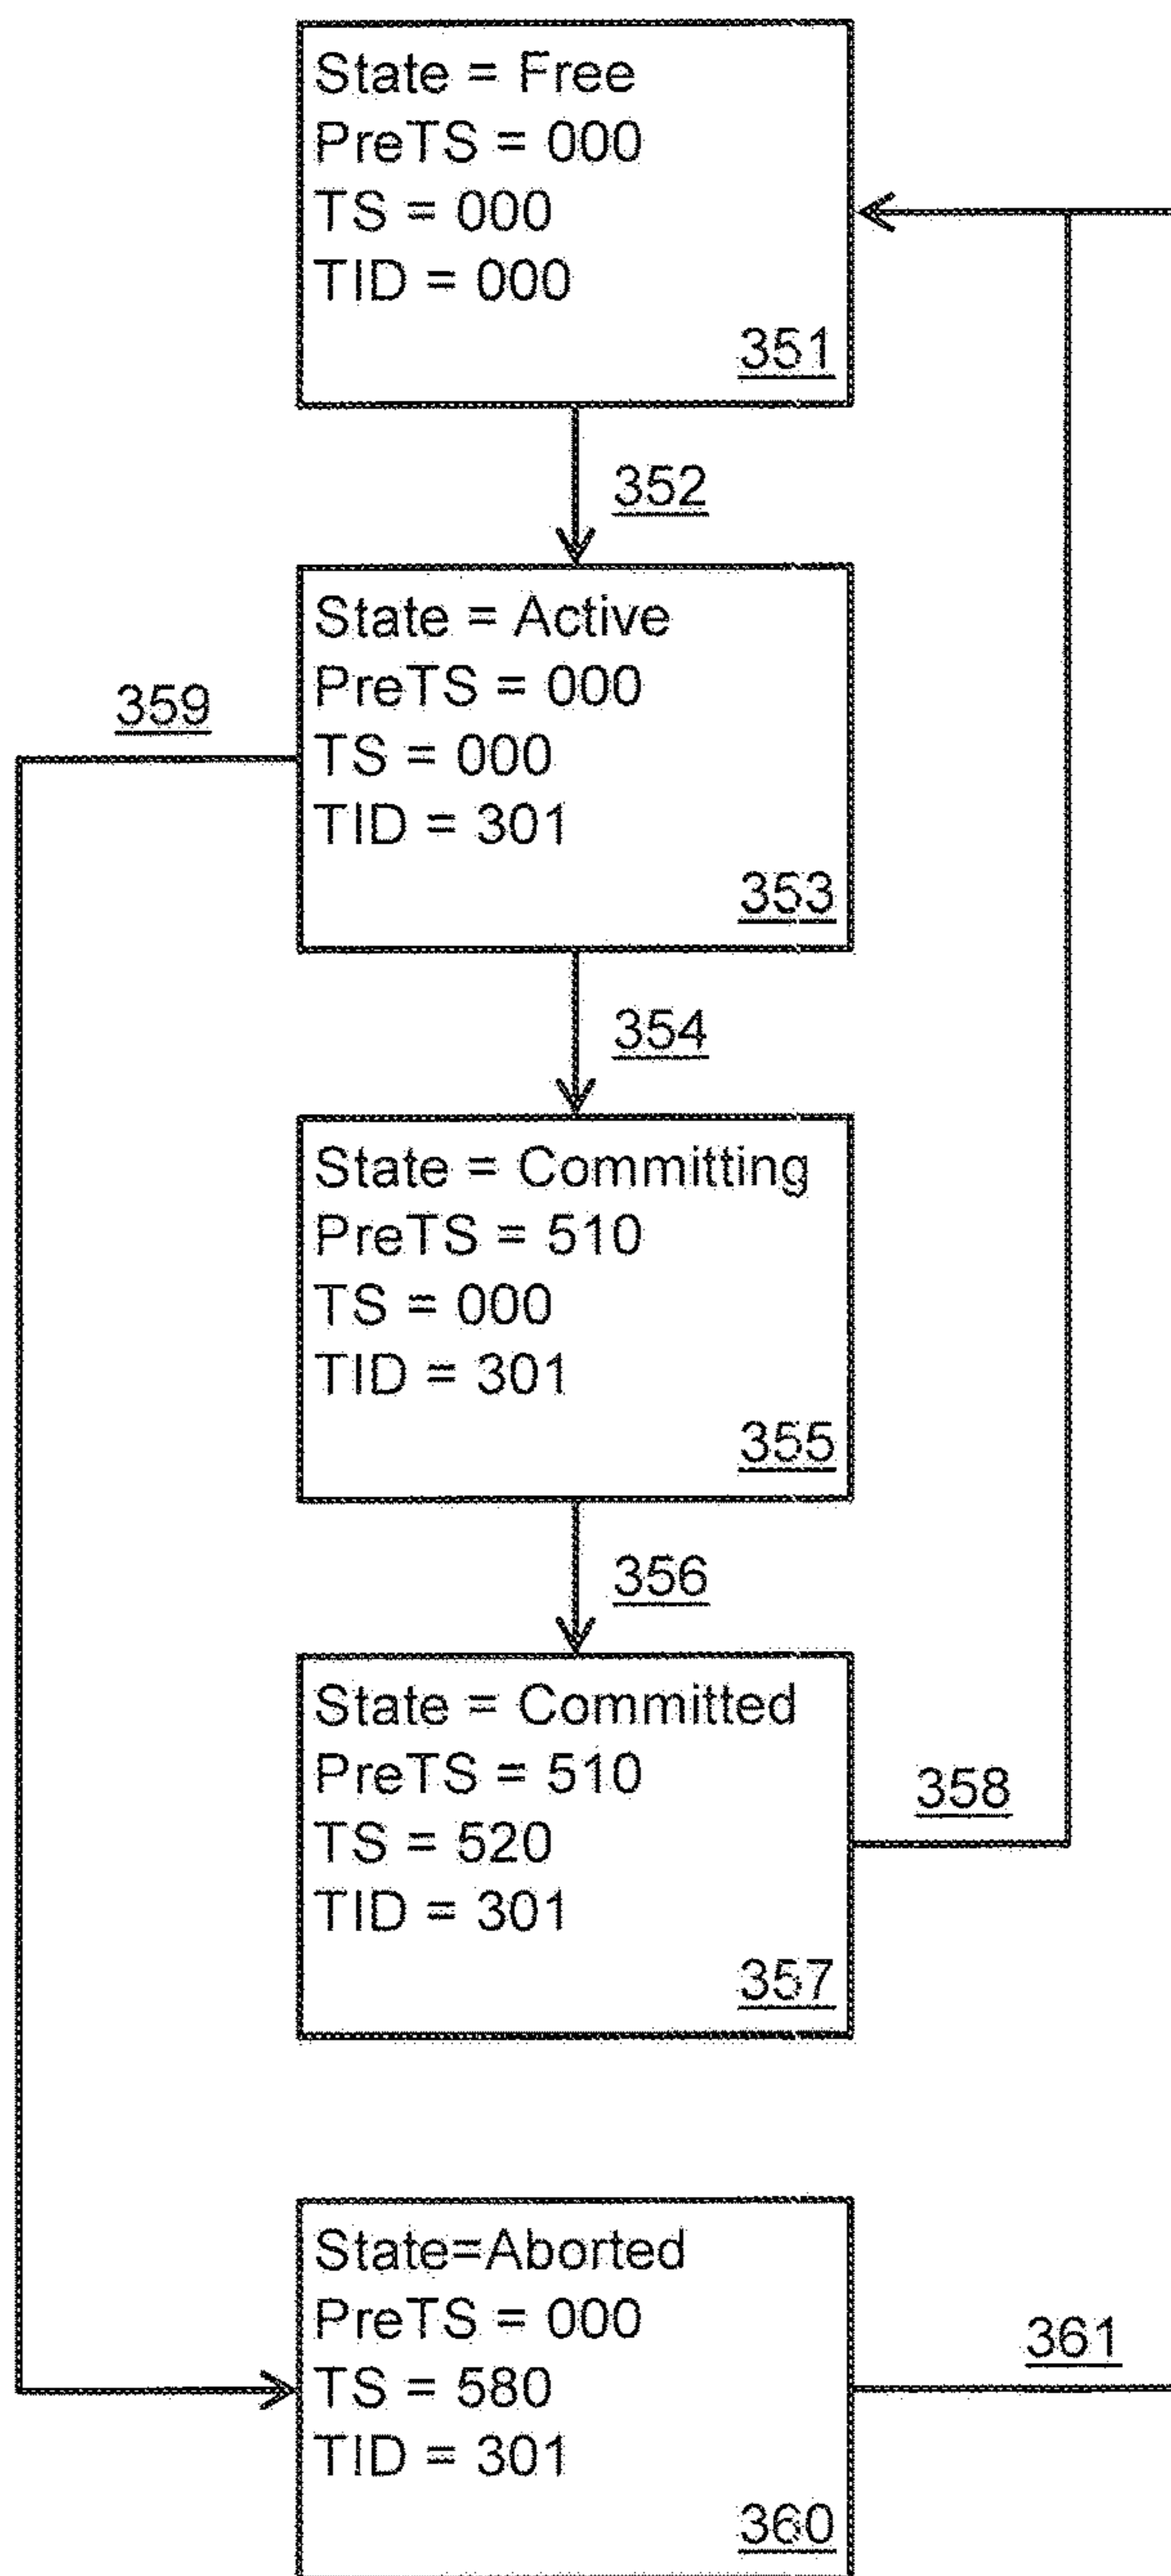 State = Free
PreTS = 000
TS = 000
TID = 000
351
352
State = Active
PreTS = 000
TS = 000
TID = 301
353
359
354
State = Committing
PreTS = 510
TS = 000
TID = 301
355
356
State = Committed
PreTS = 510
TS = 520
TID = 301
357
358
State=Aborted
PreTS = 000
TS = 580
TID = 301
360
361